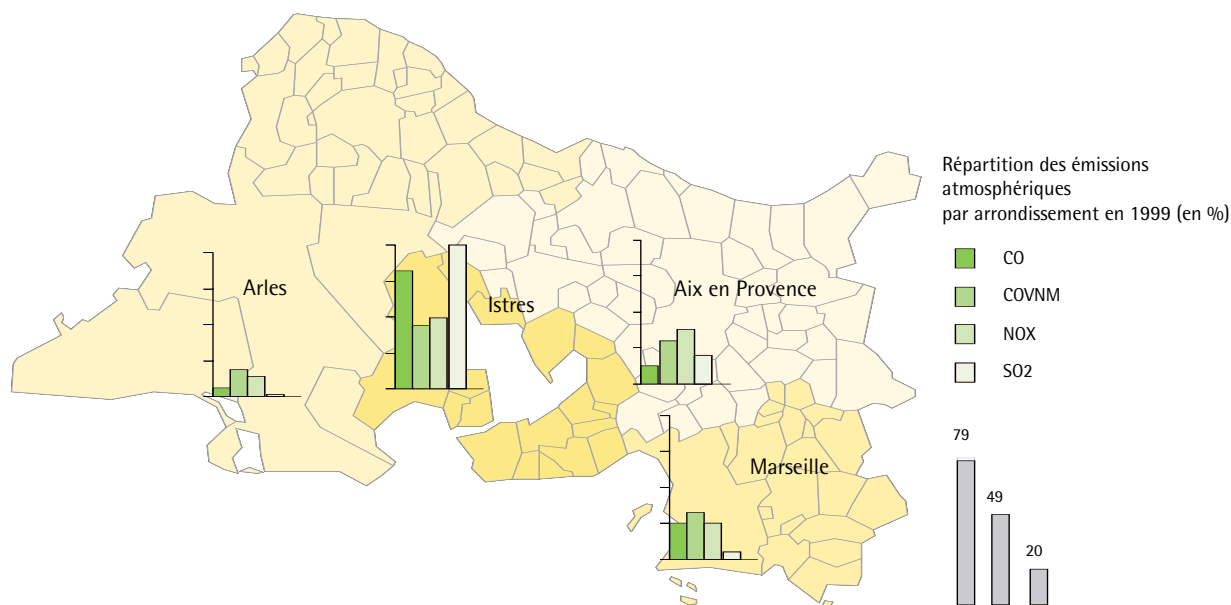 Répartition des émissions
atmosphériques
par arrondissement en 1999 (en %)
CO
COVNM
NOX
SO2
79
49
20
Arles
Istres
Aix en Provence
Marseille